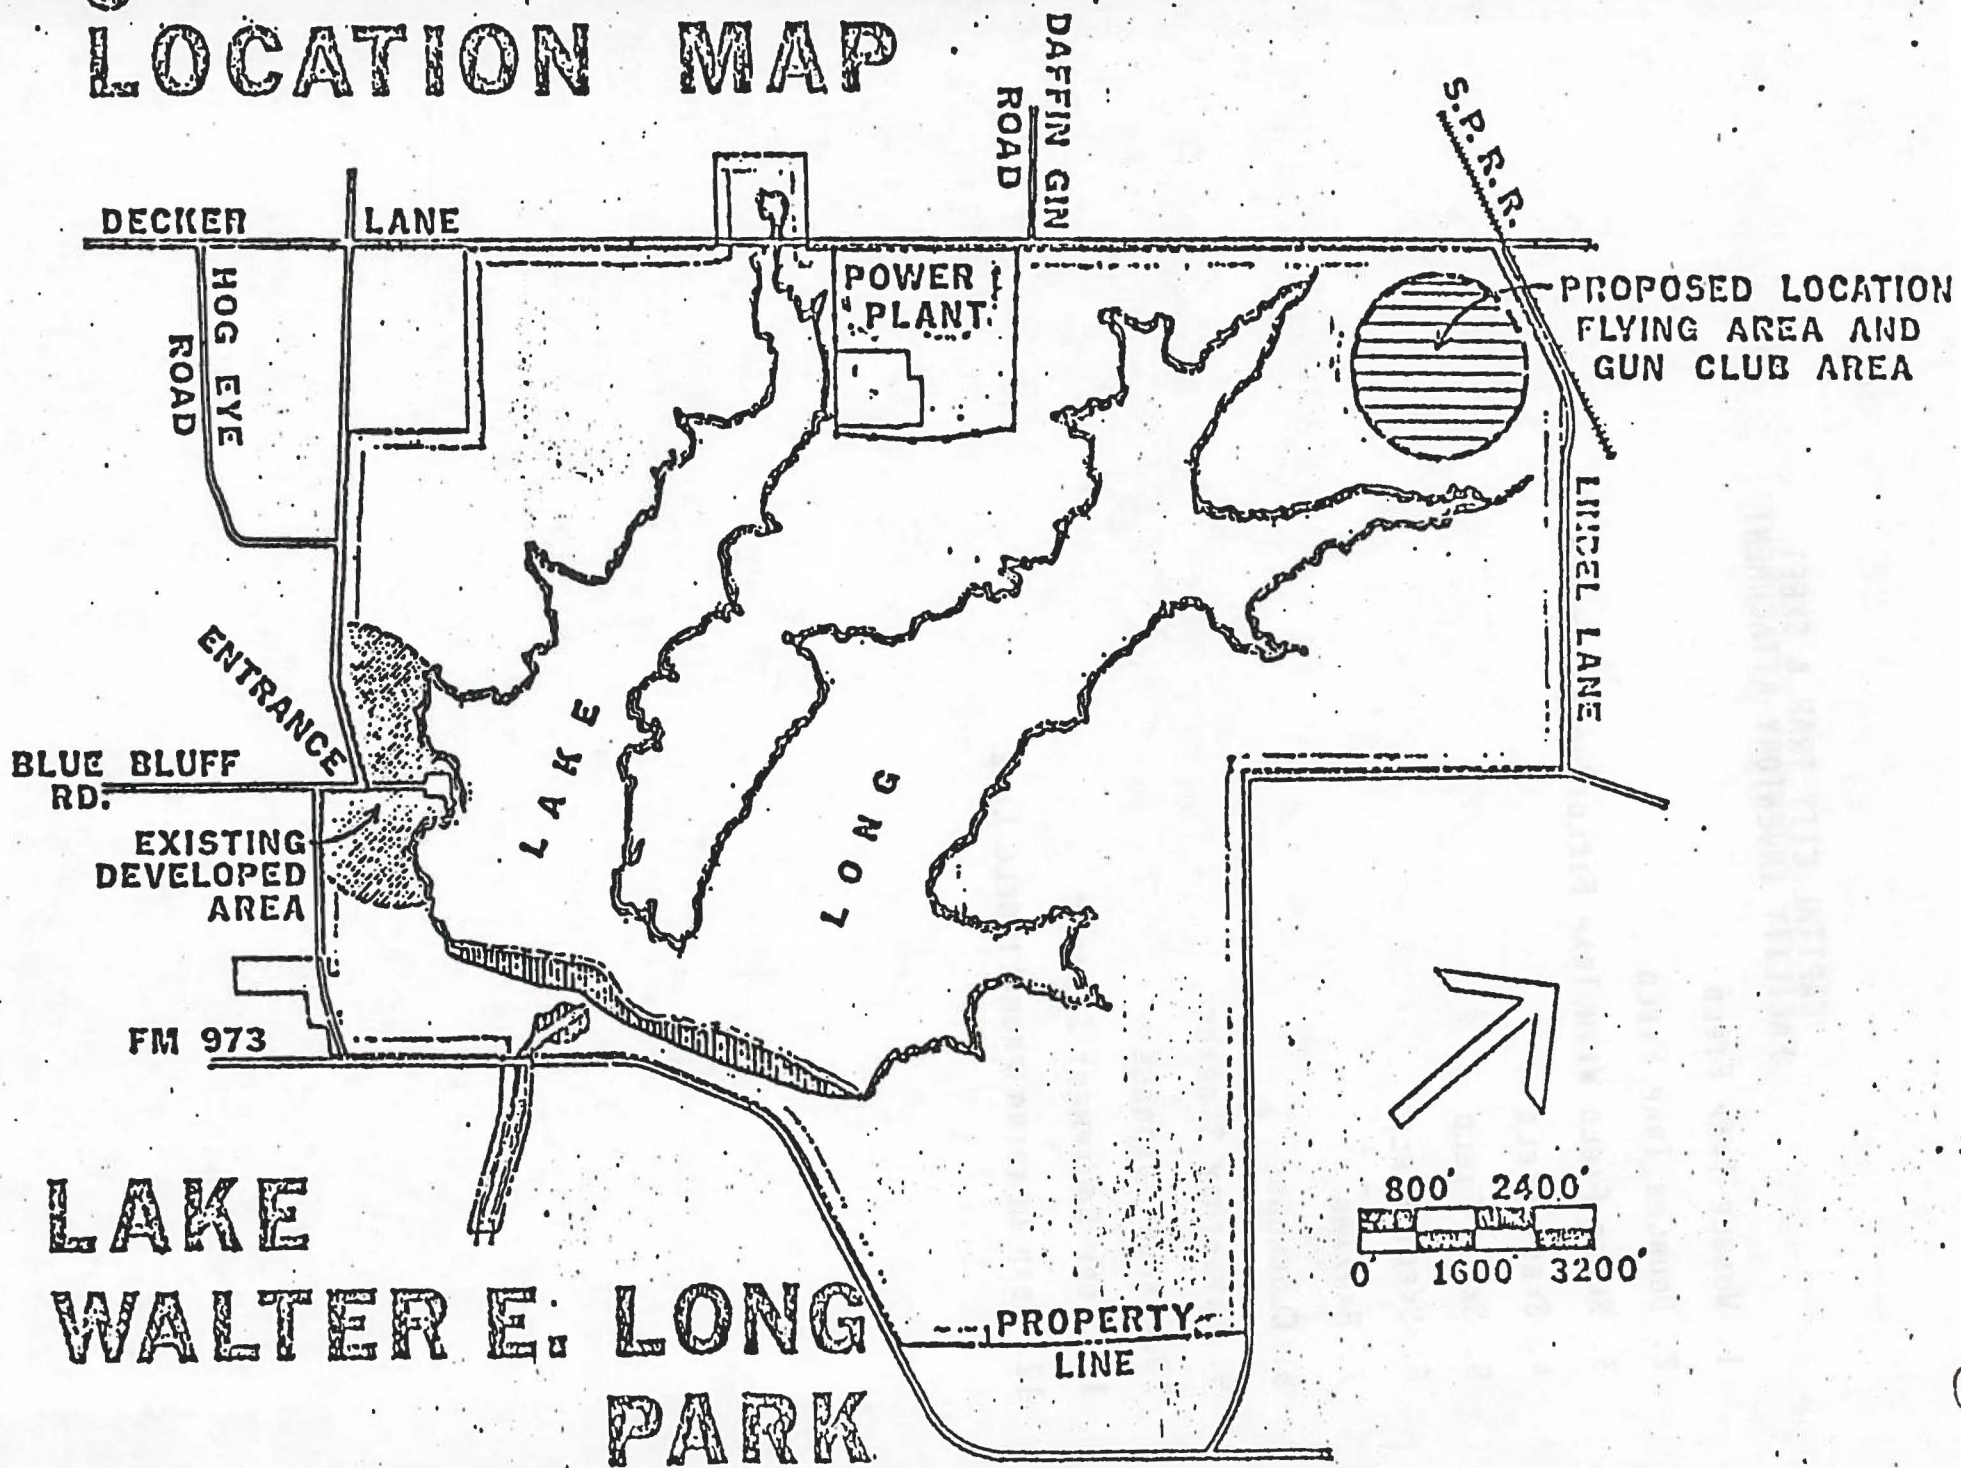 LOCATION MAP
DAFFIN GIN
ROAD
S.P.R.R.
DECKER LANE
HOG EYE
ROAD
POWER
PLANT
PROPOSED LOCATION
FLYING AREA AND
GUN CLUB AREA
LINDEL LANE
ENTRANCE
BLUE BLUFF
RD.
EXISTING
DEVELOPED
AREA
LAKE
LONG
FM 973
800' 2400'
0' 1600' 3200'
PROPERTY
LINE
LAKE
WALTER E. LONG
PARK